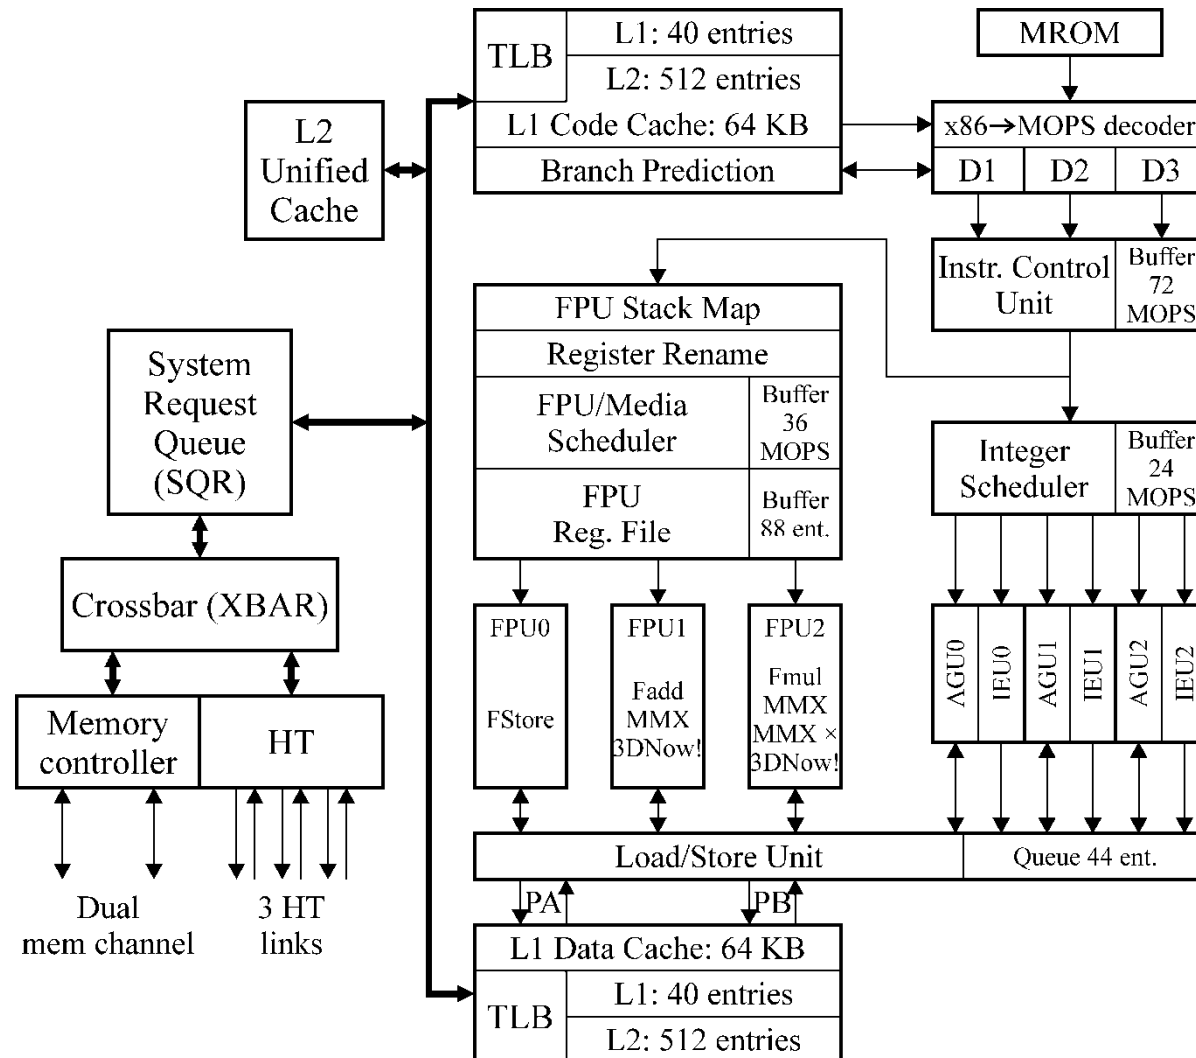 TLB
L1: 40 entries
L2: 512 entries
L1 Code Cache: 64 KB
Branch Prediction
MROM
x86→MOPS decoder
D1
D2
D3
L2
Unified
Cache
Instr. Control
Unit
Buffer
72
MOPS
FPU Stack Map
Register Rename
FPU/Media
Scheduler
Buffer
36
MOPS
FPU
Reg. File
Buffer
88 ent.
System
Request
Queue
(SQR)
Integer
Scheduler
Buffer
24
MOPS
Crossbar (XBAR)
Memory
controller
HT
Dual
mem channel
3 HT
links
FPU0
FStore
FPU1
Fadd
MMX
3DNow!
FPU2
Fmul
MMX
MMX ×
3DNow!
AGU0
IEU0
AGU1
IEU1
AGU2
IEU2
Load/Store Unit
Queue 44 ent.
PA
PB
L1 Data Cache: 64 KB
TLB
L1: 40 entries
L2: 512 entries